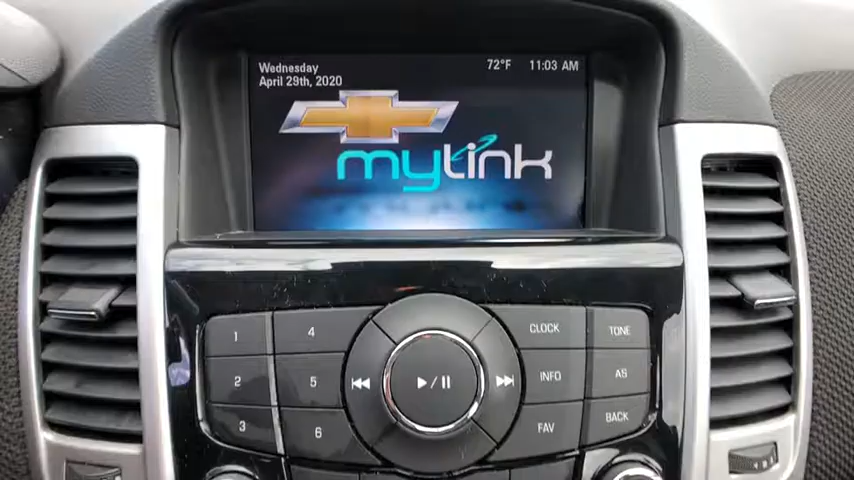 Wednesday
April 29th, 2020
72°F 11:03 AM
mylink
1 4 CLOCK TONE
2 5 INFO AS
3 6 FAV BACK